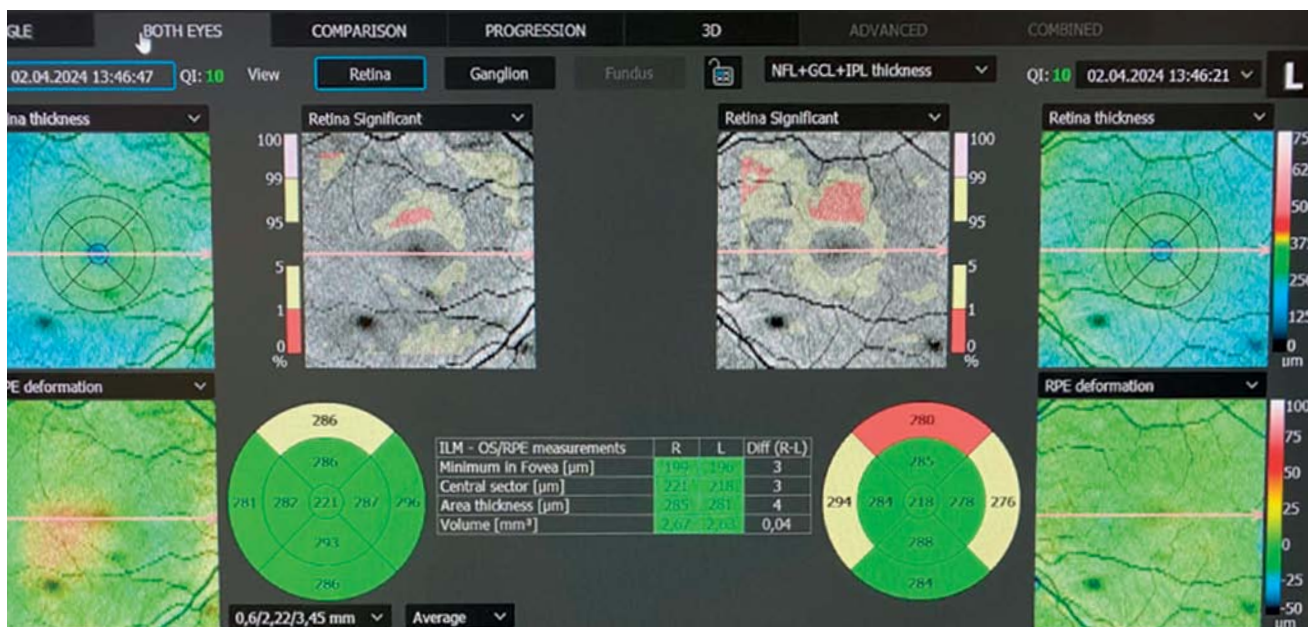 GLE BOTH EYES COMPARISON PROGRESSION 3D ADVANCED COMBINED
02.04.2024 13:46:47 QI: 10 View Retina Ganglion Fundus NFL+GCL+IPL thickness QI: 10 02.04.2024 13:46:21 L
na thickness Retina Significant Retina Significant Retina thickness
100 100 75
99 99 62
95 95 50
37
5 5 25
1 1 125
0 0 0
% % µm
PE deformation RPE deformation
286 280 100
ILM - OS/RPE measurements R L Diff (R-L)
286 Minimum in Fovea [µm] 199 196 3 285 75
281 282 221 287 296 Central sector [µm] 221 218 3 294 284 218 278 276 50
Area thickness [µm] 285 281 4 25
293 Volume [mm³] 2,67 2,63 0,04 288 0
286 284 -25
0,6/2,22/3,45 mm Average -50
µm